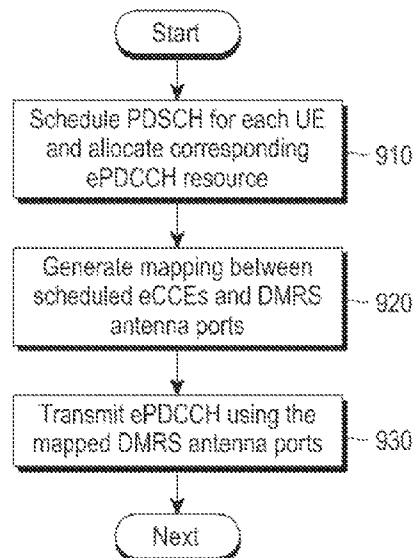 Start
Schedule PDSCH for each UE
and allocate corresponding
ePDCCH resource
910
Generate mapping between
scheduled eCCEs and DMRS
antenna ports
920
Transmit ePDCCH using the
mapped DMRS antenna ports
930
Next